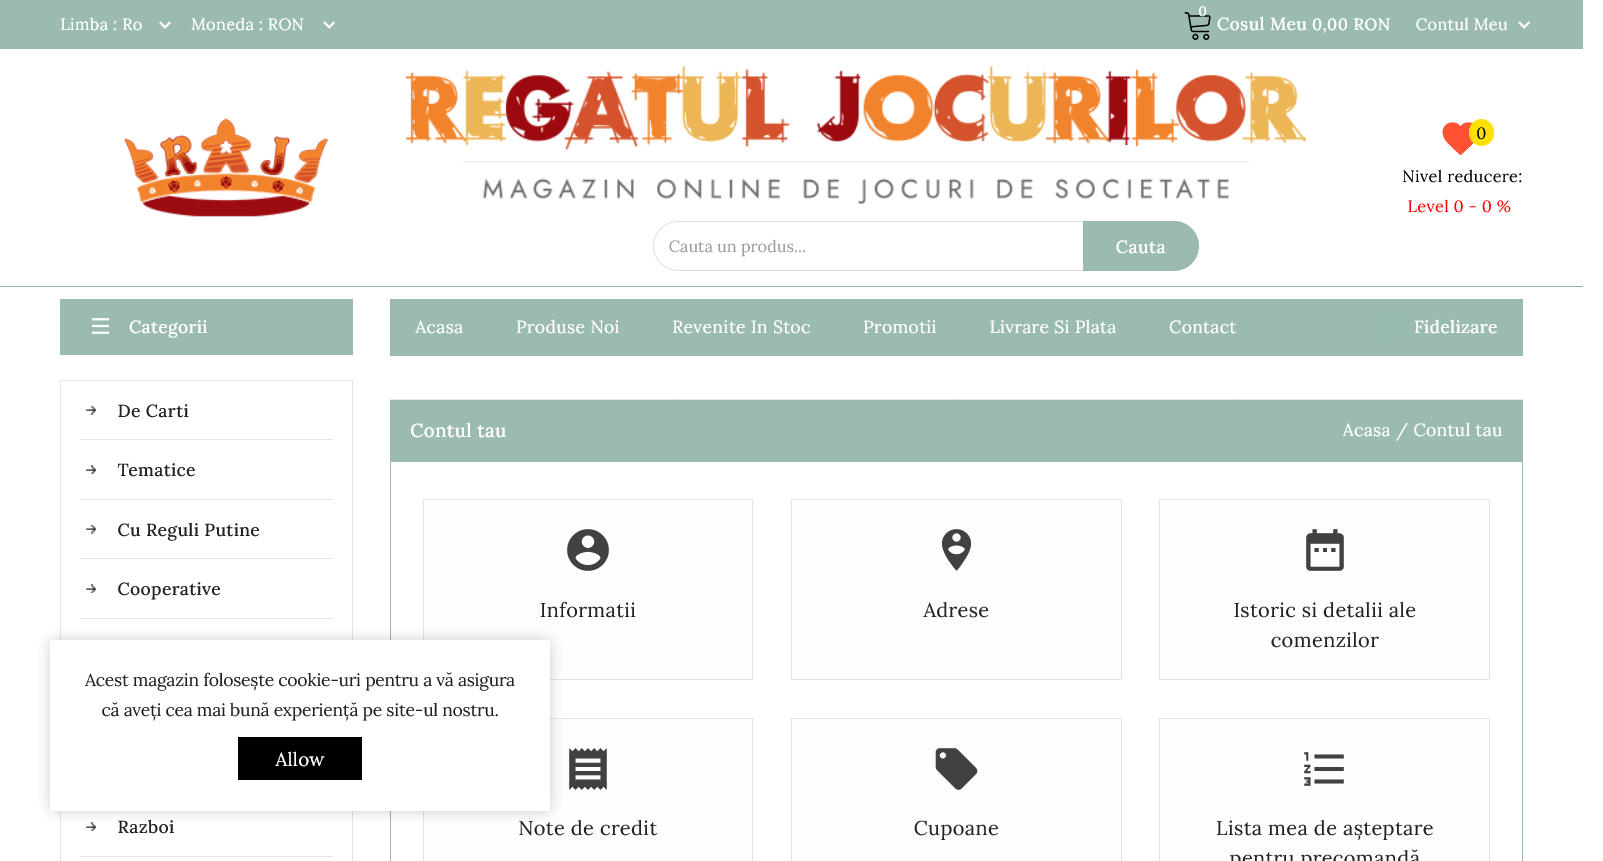 Limba : Ro
Moneda : RON
0
Cosul Meu 0,00 RON
Contul Meu
RAJ
REGATUL JOCURILOR
MAGAZIN ONLINE DE JOCURI DE SOCIETATE
Cauta un produs...
Cauta
0
Nivel reducere:
Level 0 - 0 %
Categorii
Acasa
Produse Noi
Revenite In Stoc
Promotii
Livrare Si Plata
Contact
Fidelizare
De Carti
Tematice
Cu Reguli Putine
Cooperative
Razboi
Contul tau
Acasa / Contul tau
Informatii
Adrese
Istoric si detalii ale
comenzilor
Note de credit
Cupoane
Lista mea de așteptare
pentru precomandă
Acest magazin folosește cookie-uri pentru a vă asigura
că aveți cea mai bună experiență pe site-ul nostru.
Allow